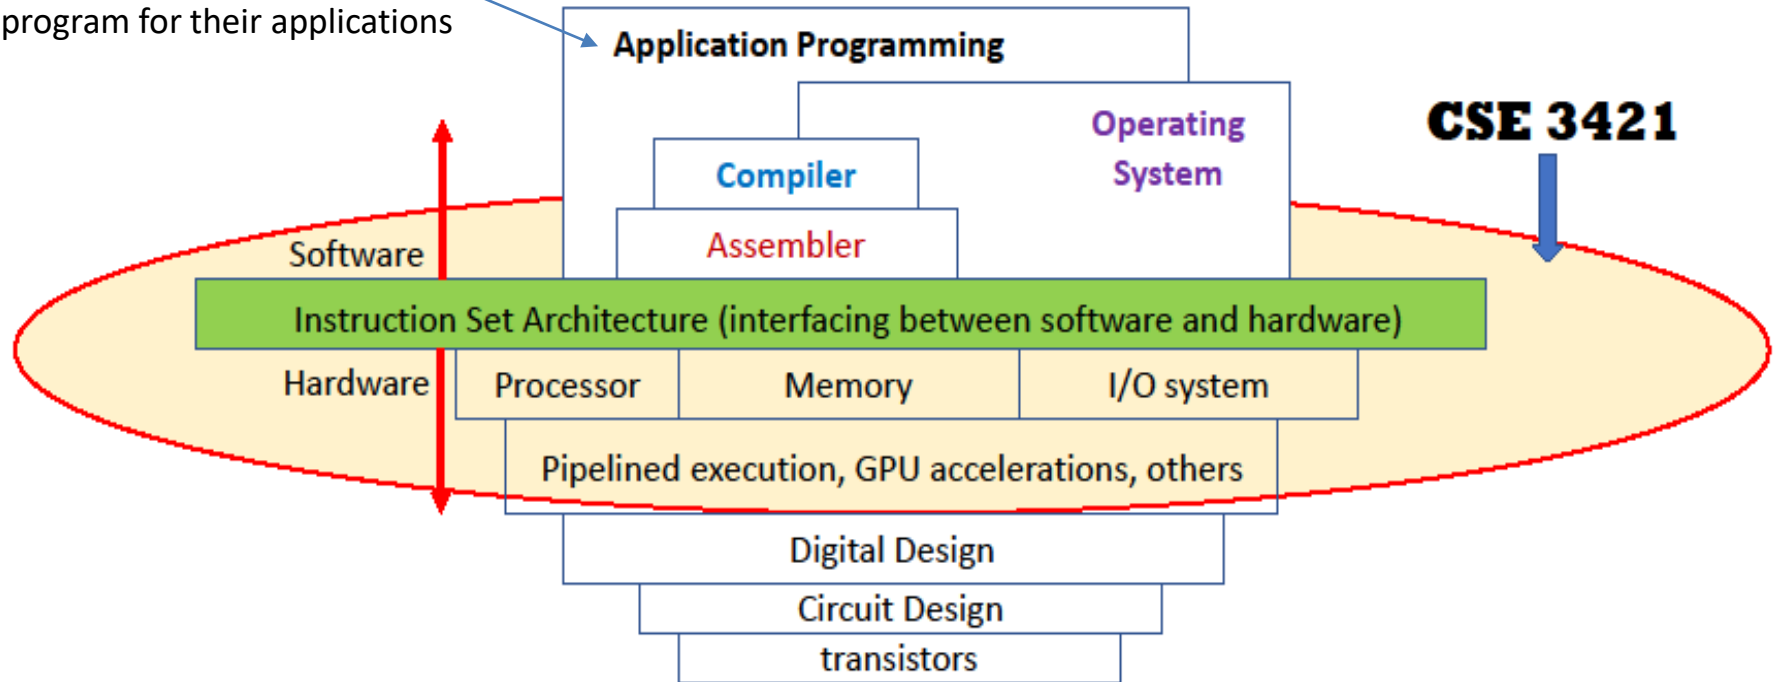 program for their applications
Application Programming
Operating
System
CSE 3421
Compiler
Assembler
Software
Instruction Set Architecture (interfacing between software and hardware)
Hardware
Processor
Memory
I/O system
Pipelined execution, GPU accelerations, others
Digital Design
Circuit Design
transistors